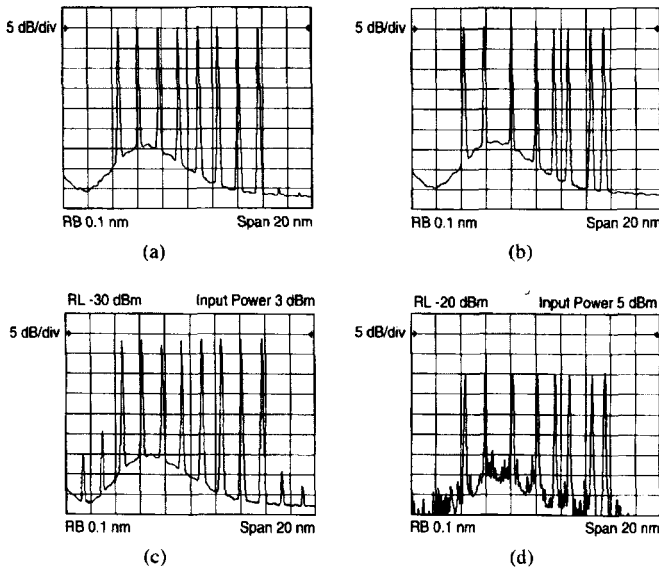 5 dB/div
RB 0.1 nm Span 20 nm
(a)
5 dB/div
RB 0.1 nm Span 20 nm
(b)
RL -30 dBm Input Power 3 dBm
5 dB/div
RB 0.1 nm Span 20 nm
(c)
RL -20 dBm Input Power 5 dBm
5 dB/div
RB 0.1 nm Span 20 nm
(d)